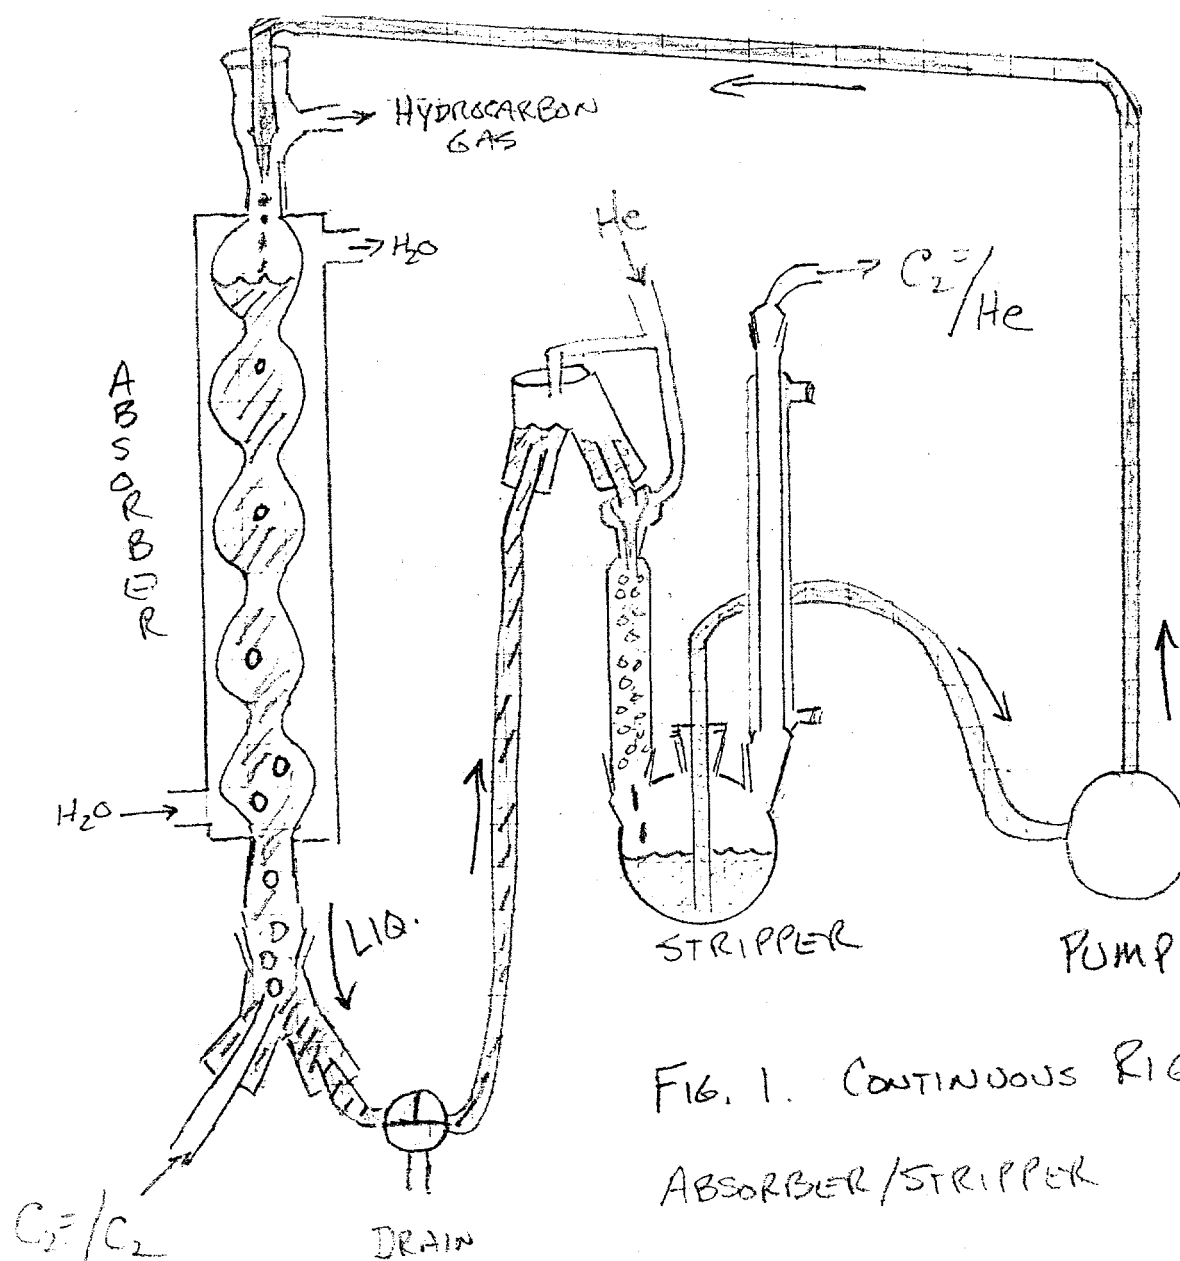 HYDROCARBON
GAS
He
H₂O
C₂⁼/He
ABSORBER
H₂O
LIQ.
STRIPPER
PUMP
FIG. 1. CONTINUOUS RIG
ABSORBER/STRIPPER
C₂⁼/C₂
DRAIN